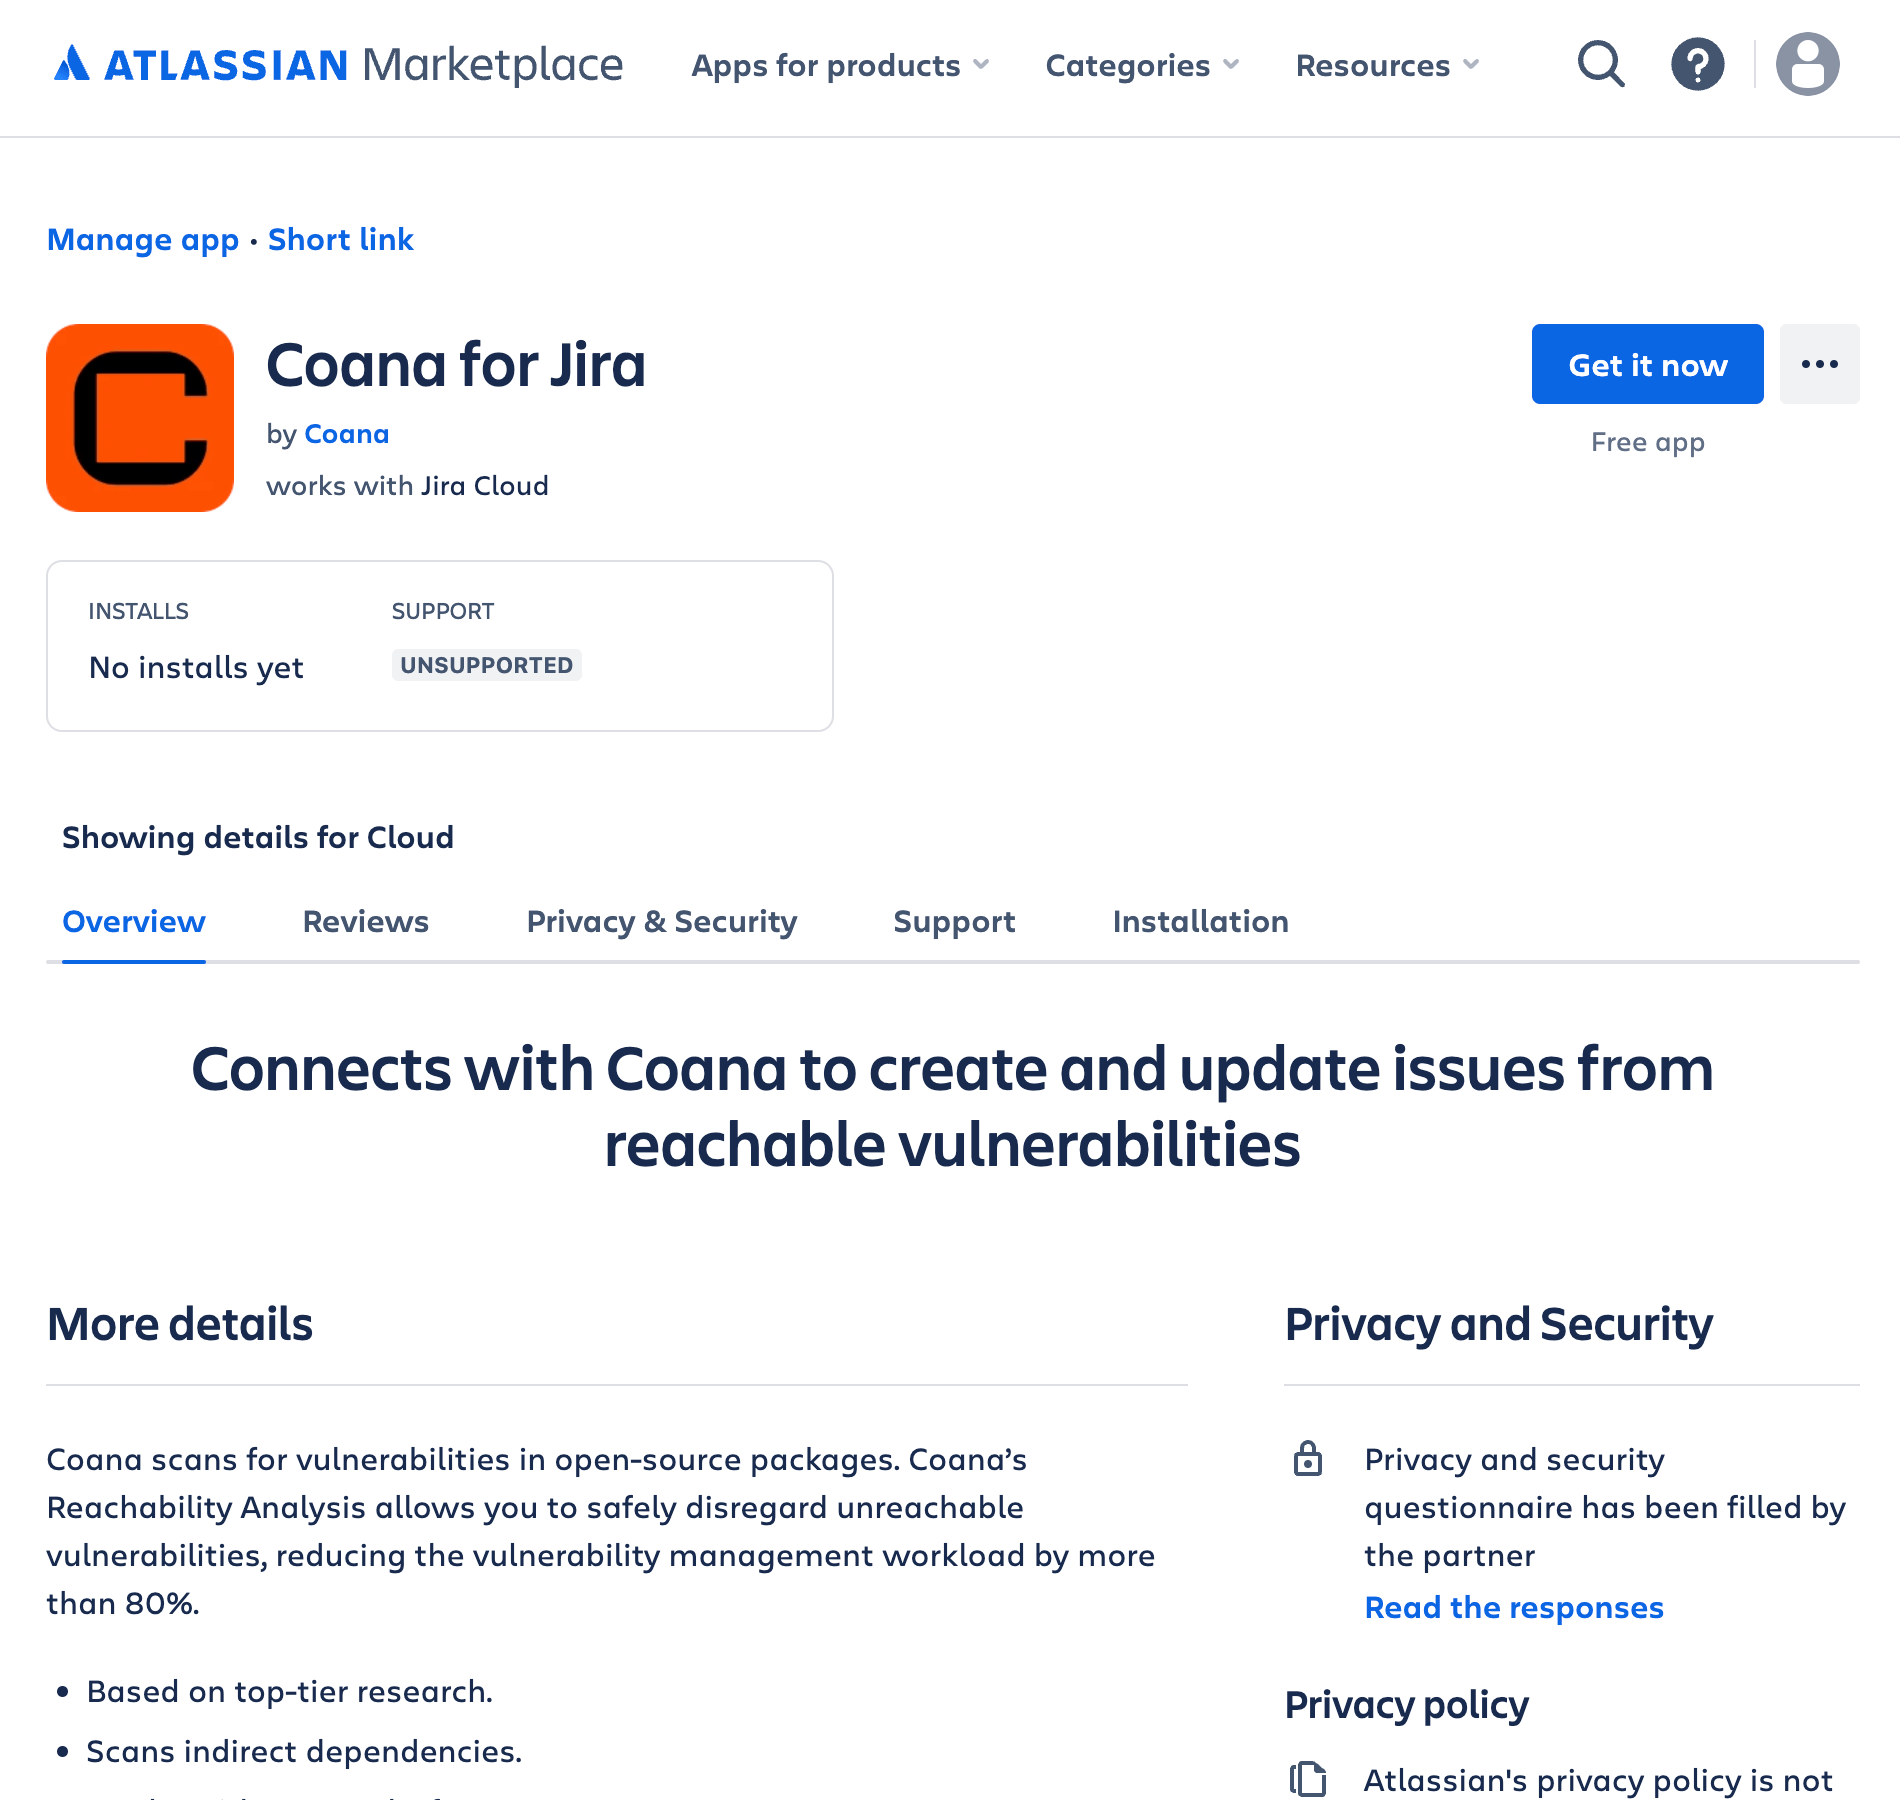 ATLASSIAN Marketplace
Apps for products
Categories
Resources
Manage app • Short link
Coana for Jira
by Coana
works with Jira Cloud
Get it now
Free app
INSTALLS
SUPPORT
No installs yet
UNSUPPORTED
Showing details for Cloud
Overview
Reviews
Privacy & Security
Support
Installation
Connects with Coana to create and update issues from
reachable vulnerabilities
More details
Coana scans for vulnerabilities in open-source packages. Coana’s
Reachability Analysis allows you to safely disregard unreachable
vulnerabilities, reducing the vulnerability management workload by more
than 80%.
• Based on top-tier research.
• Scans indirect dependencies.
Privacy and Security
Privacy and security
questionnaire has been filled by
the partner
Read the responses
Privacy policy
Atlassian's privacy policy is not